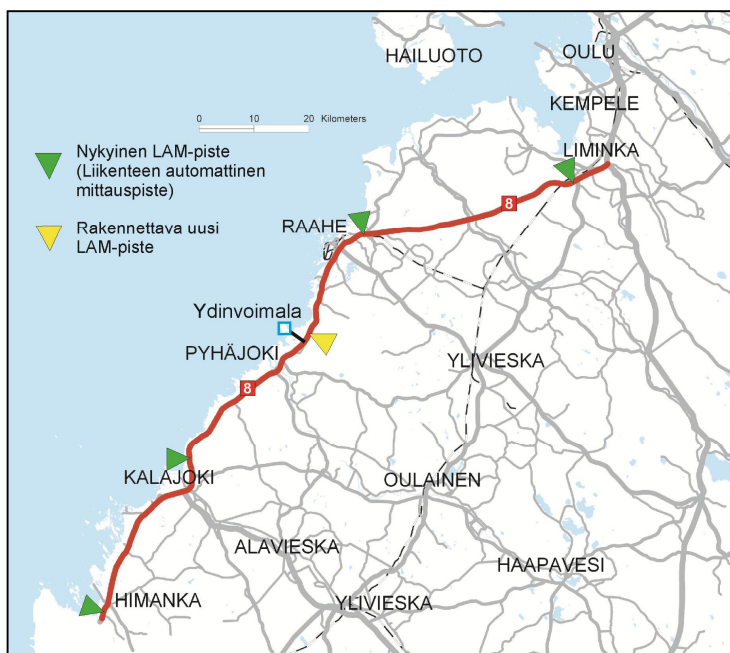 HAILUOTO
OULU
KEMPELE
0 10 20 Kilometers
Nykyinen LAM-piste
(Liikenteen automattinen
mittauspiste)
LIMINKA
8
Rakennettava uusi
LAM-piste
RAAHE
Ydinvoimala
PYHÄJOKI
YLIVIESKA
8
KALAJOKI
OULAINEN
ALAVIESKA
HAAPAVESI
HIMANKA
YLIVIESKA